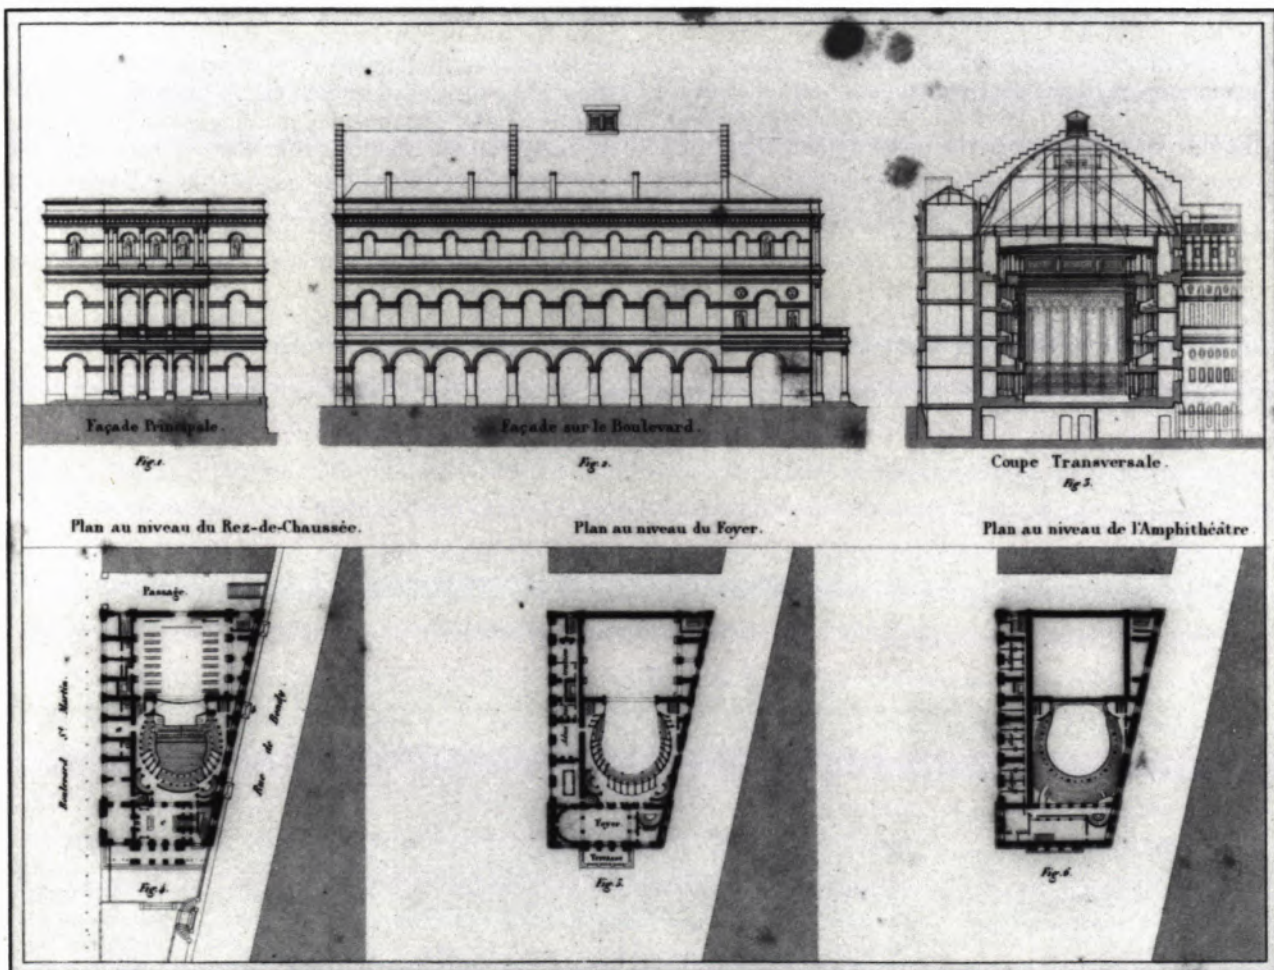 Façade Principale.
Façade sur le Boulevard.
Fig. 1.
Fig. 2.
Coupe Transversale.
Fig 3.
Plan au niveau du Rez-de-Chaussée.
Plan au niveau du Foyer.
Plan au niveau de l'Amphithéâtre
Passage.
Boulevard St. Martin.
Rue de Bondy.
Foyer
Terrasse
Fig. 4.
Fig. 5.
Fig. 6.